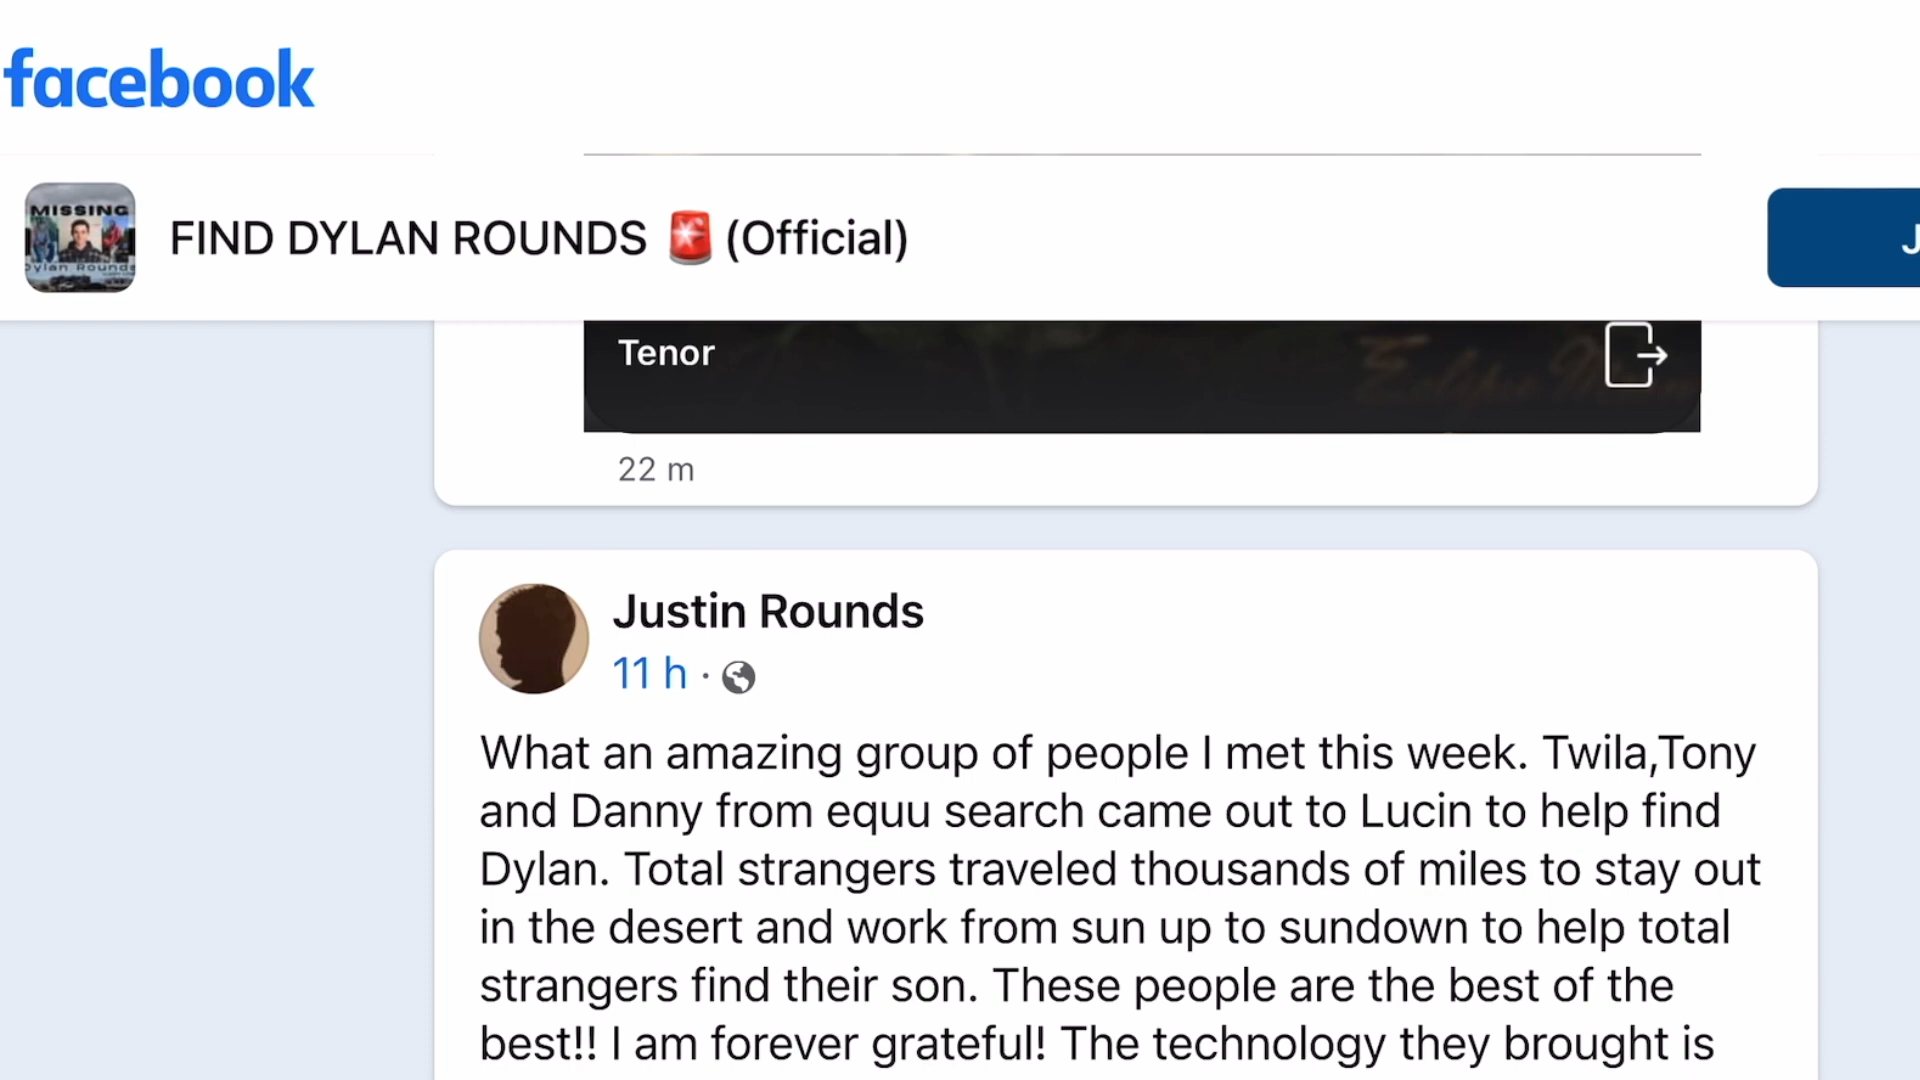 facebook
MISSING
Dylan Rounds
FIND DYLAN ROUNDS 🚨 (Official)
J
Tenor
22 m
Justin Rounds
11 h ·
What an amazing group of people I met this week. Twila,Tony
and Danny from equu search came out to Lucin to help find
Dylan. Total strangers traveled thousands of miles to stay out
in the desert and work from sun up to sundown to help total
strangers find their son. These people are the best of the
best!! I am forever grateful! The technology they brought is